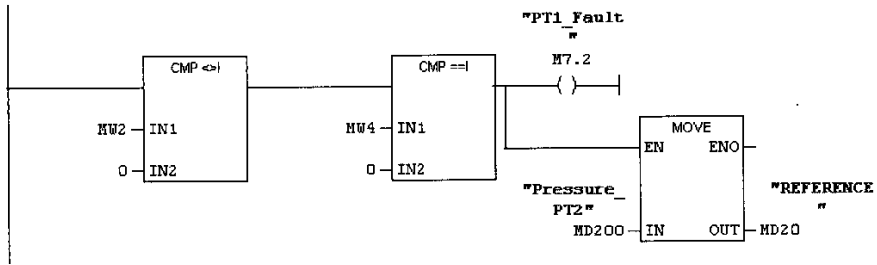 "PT1_Fault
"
M7.2
CMP <>I
CMP ==I
MW2 IN1
0 IN2
MW4 IN1
0 IN2
MOVE
EN ENO
"Pressure_
PT2"
"REFERENCE
"
MD200 IN OUT MD20